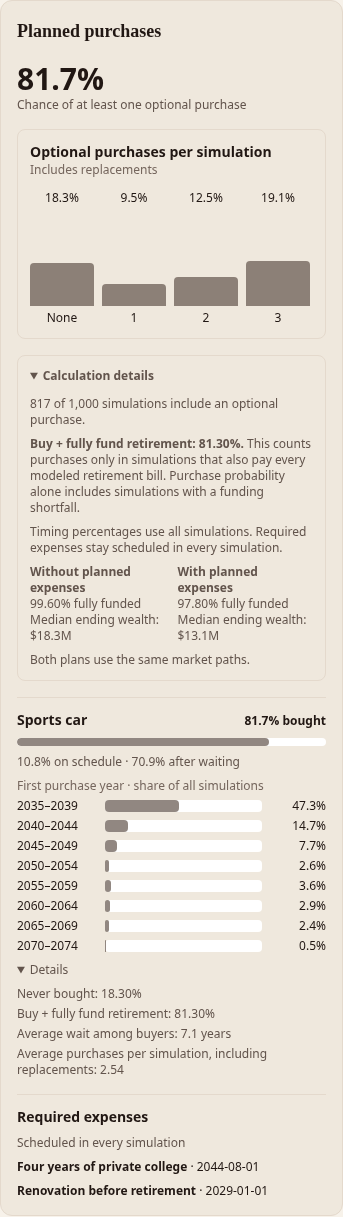 Planned purchases
81.7%
Chance of at least one optional purchase
Optional purchases per simulation
Includes replacements
18.3% 9.5% 12.5% 19.1%
None 1 2 3
▼ Calculation details
817 of 1,000 simulations include an optional
purchase.
Buy + fully fund retirement: 81.30%. This counts
purchases only in simulations that also pay every
modeled retirement bill. Purchase probability
alone includes simulations with a funding
shortfall.
Timing percentages use all simulations. Required
expenses stay scheduled in every simulation.
Without planned
expenses
99.60% fully funded
Median ending wealth:
$18.3M
With planned
expenses
97.80% fully funded
Median ending wealth:
$13.1M
Both plans use the same market paths.
Sports car 81.7% bought
10.8% on schedule · 70.9% after waiting
First purchase year · share of all simulations
2035–2039 47.3%
2040–2044 14.7%
2045–2049 7.7%
2050–2054 2.6%
2055–2059 3.6%
2060–2064 2.9%
2065–2069 2.4%
2070–2074 0.5%
▼ Details
Never bought: 18.30%
Buy + fully fund retirement: 81.30%
Average wait among buyers: 7.1 years
Average purchases per simulation, including
replacements: 2.54
Required expenses
Scheduled in every simulation
Four years of private college · 2044-08-01
Renovation before retirement · 2029-01-01